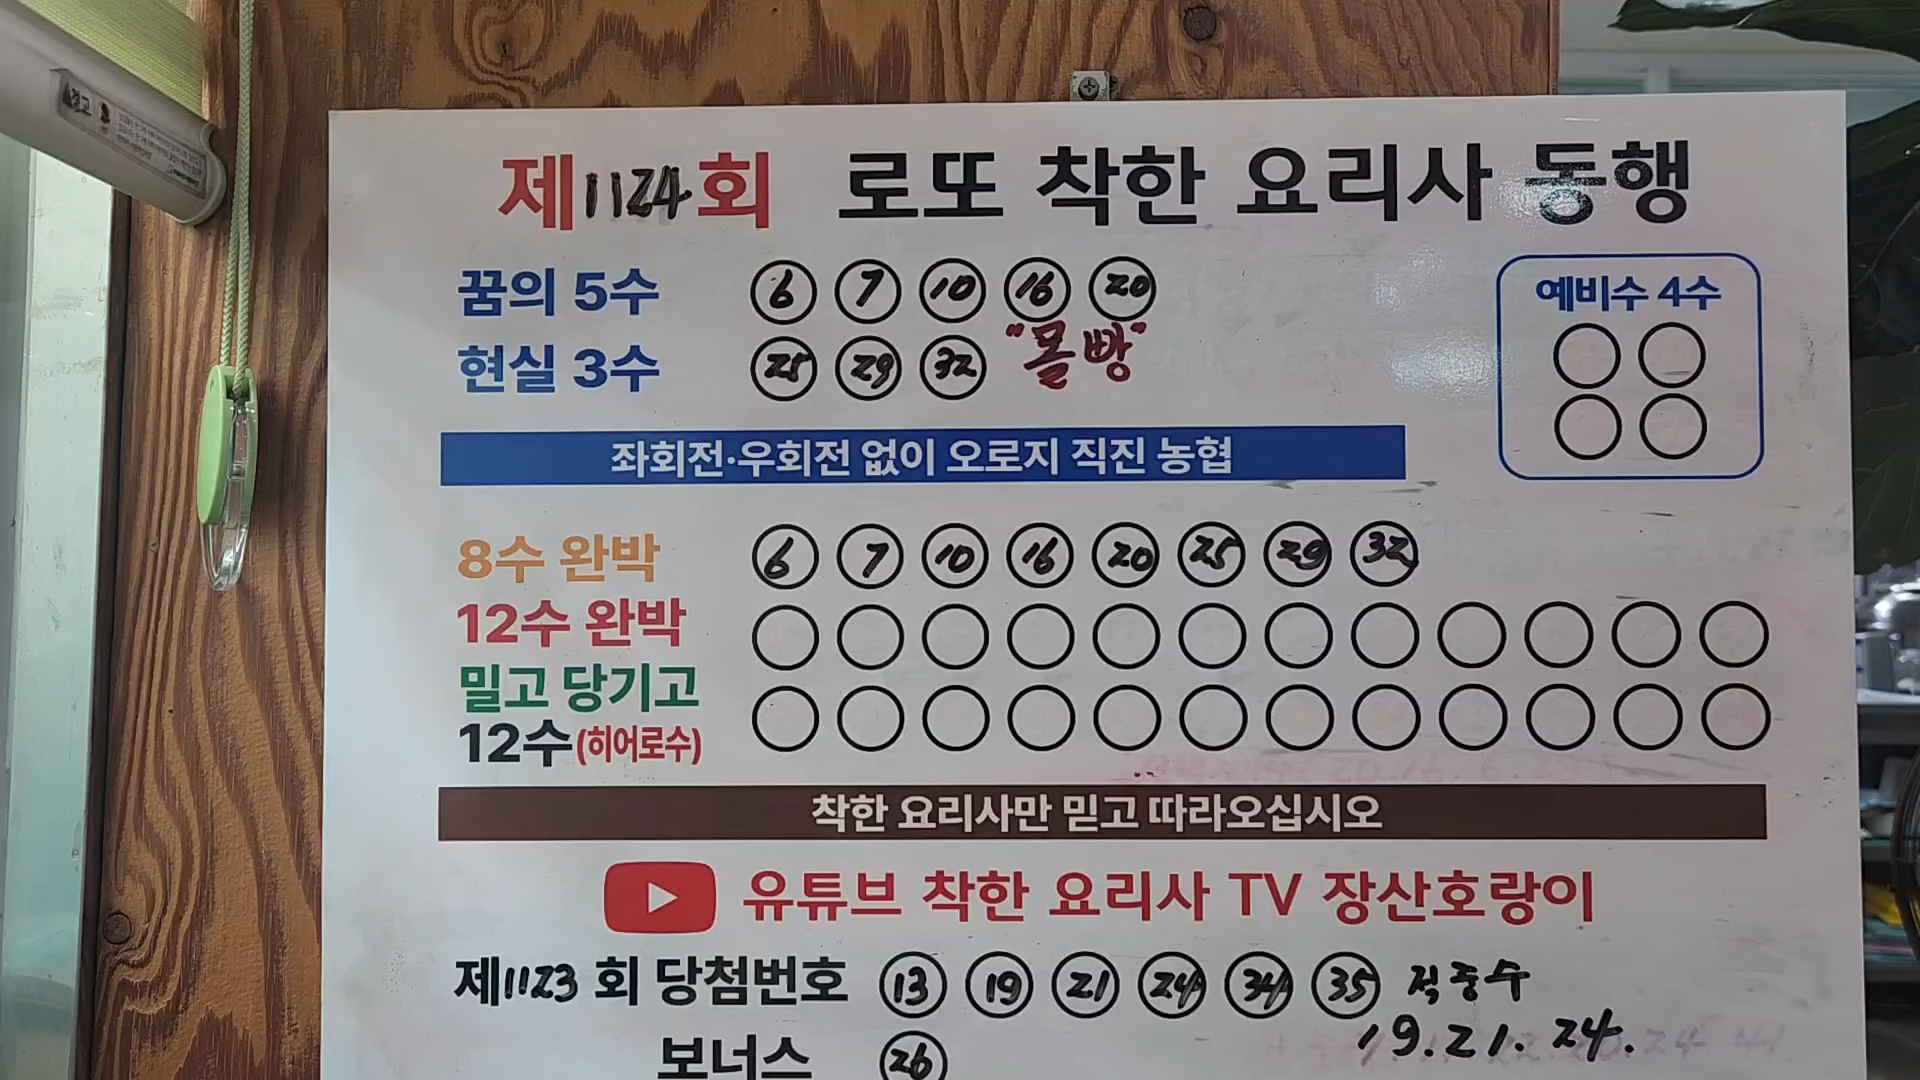 경고
제1124회 로또 착한 요리사 동행
꿈의 5수 6 7 10 16 20
현실 3수 25 29 32 "몰빵"
예비수 4수
좌회전·우회전 없이 오로지 직진 농협
8수 완박 6 7 10 16 20 25 29 32
12수 완박
밀고 당기고
12수(히어로수)
착한 요리사만 믿고 따라오십시오
유튜브 착한 요리사 TV 장산호랑이
제1123 회 당첨번호 13 19 21 24 34 35 적중수
19.21.24.
보너스 26